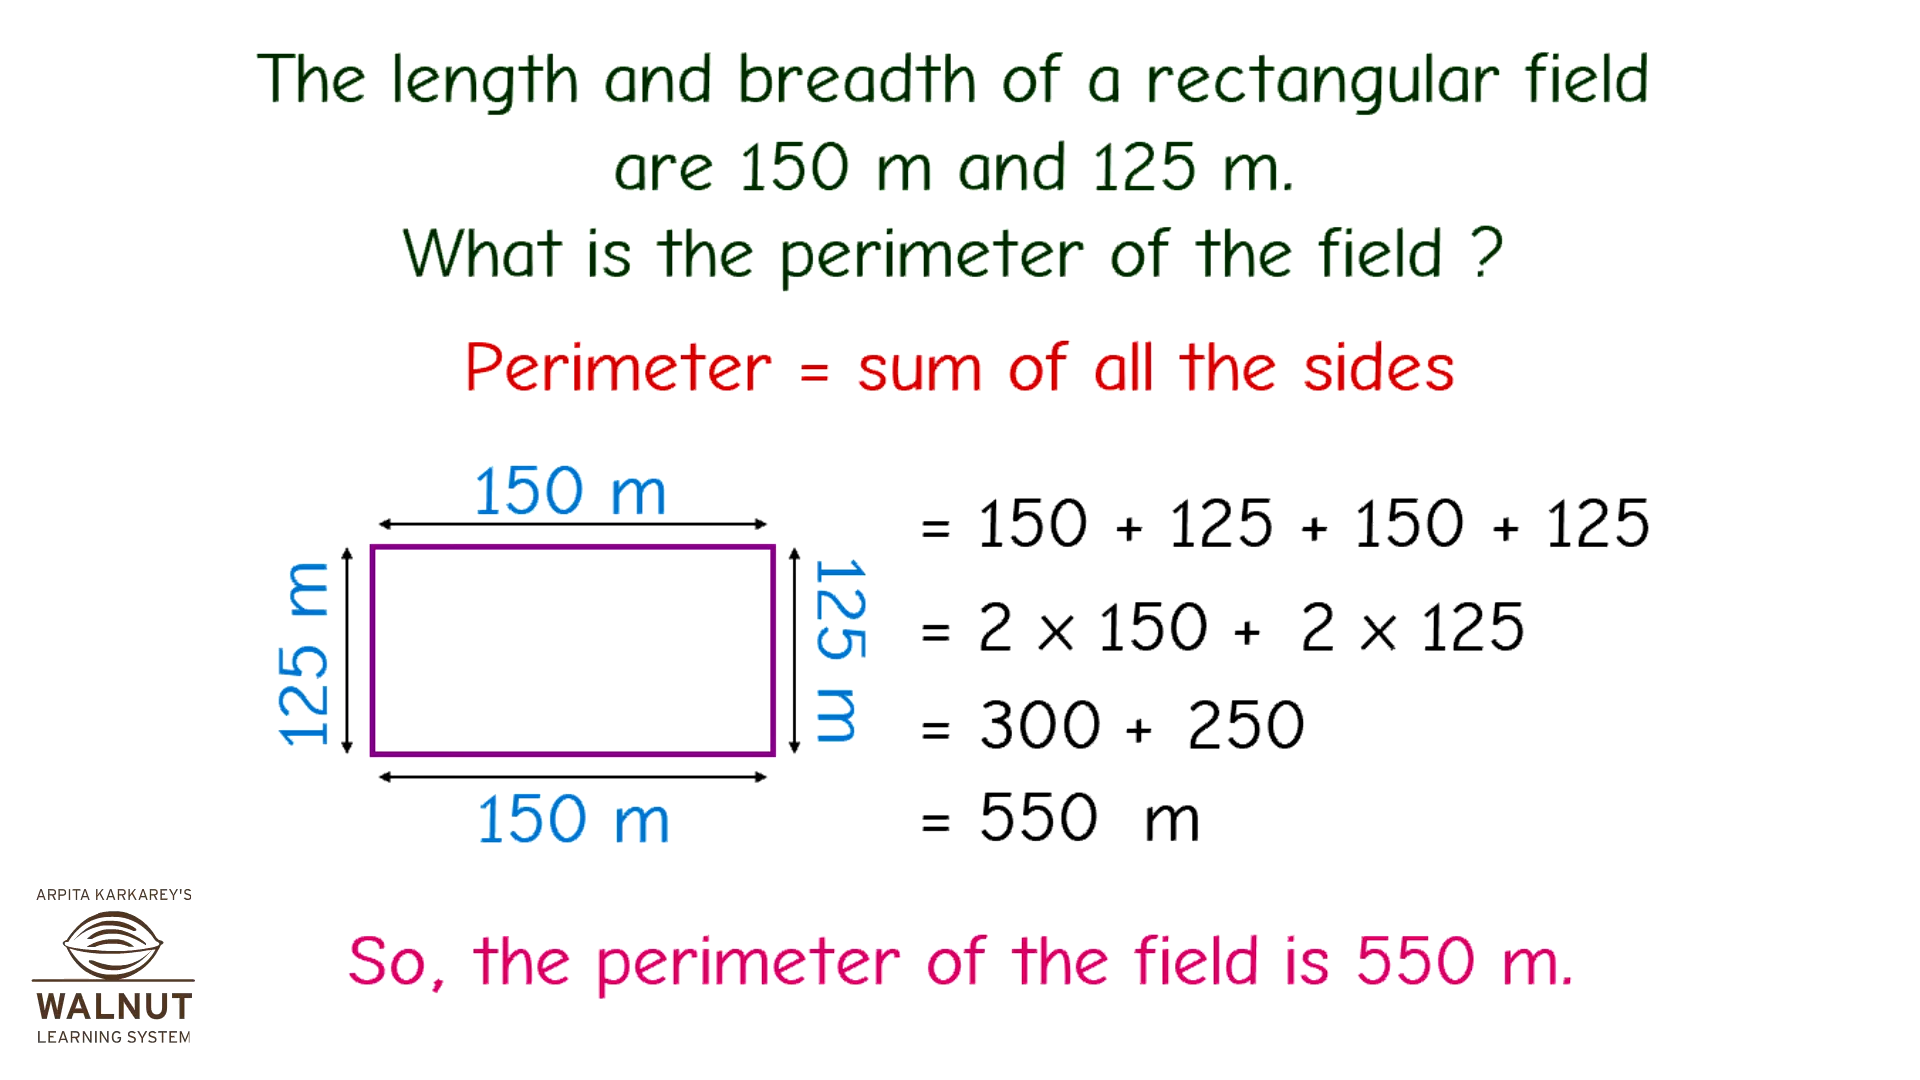 The length and breadth of a rectangular field
are 150 m and 125 m.
What is the perimeter of the field ?
Perimeter = sum of all the sides
150 m
125 m
125 m
150 m
= 150 + 125 + 150 + 125
= 2 x 150 + 2 x 125
= 300 + 250
= 550 m
So, the perimeter of the field is 550 m.
ARPITA KARKAREY'S
WALNUT
LEARNING SYSTEM